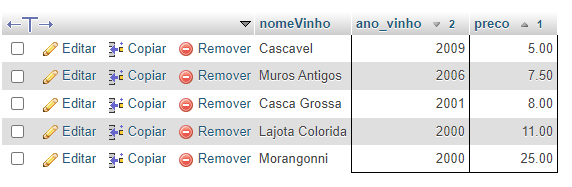 nomeVinho ano_vinho 2 preco 1
Editar Copiar Remover Cascavel 2009 5.00
Editar Copiar Remover Muros Antigos 2006 7.50
Editar Copiar Remover Casca Grossa 2001 8.00
Editar Copiar Remover Lajota Colorida 2000 11.00
Editar Copiar Remover Morangonni 2000 25.00